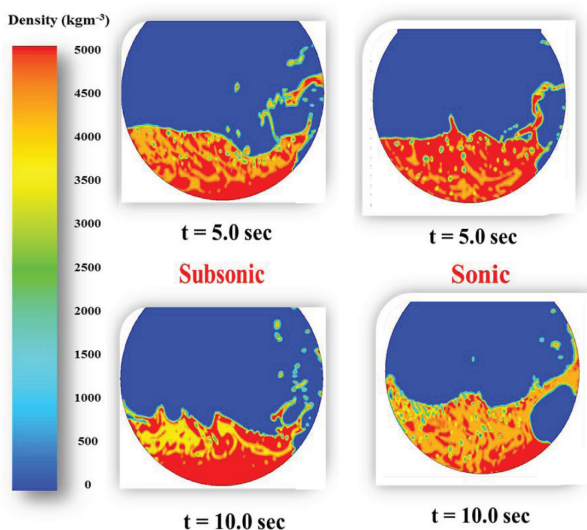 Density (kgm-³)
5000
4500
4000
3500
3000
2500
2000
1500
1000
500
0
t = 5.0 sec
t = 5.0 sec
Subsonic
Sonic
t = 10.0 sec
t = 10.0 sec